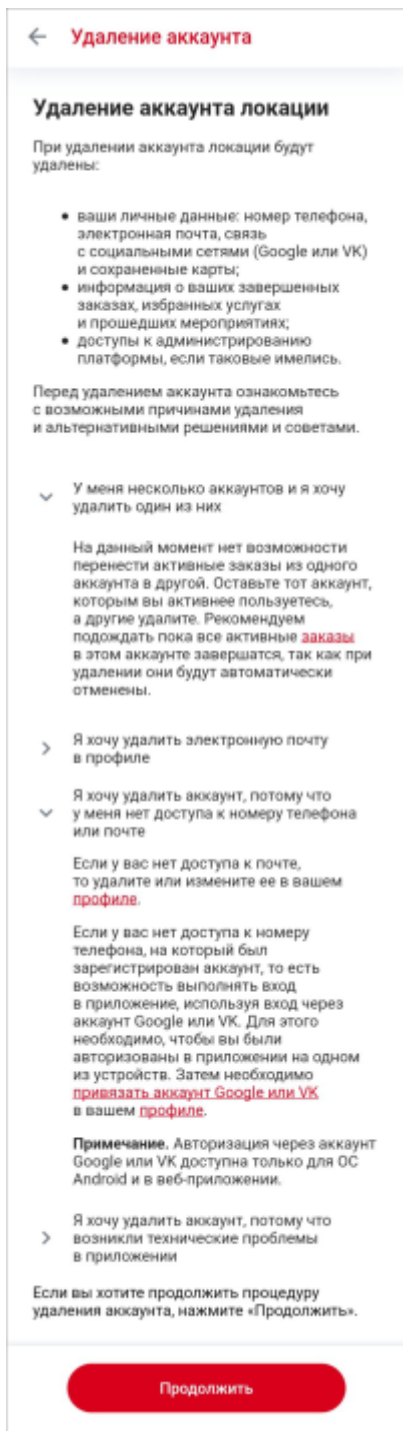 Удаление аккаунта
Удаление аккаунта локации
При удалении аккаунта локации будут
удалены:
• ваши личные данные: номер телефона,
электронная почта, связь
с социальными сетями (Google или VK)
и сохраненные карты;
• информация о ваших завершенных
заказах, избранных услугах
и прошедших мероприятиях;
• доступы к администрированию
платформы, если таковые имелись.
Перед удалением аккаунта ознакомьтесь
с возможными причинами удаления
и альтернативными решениями и советами.
У меня несколько аккаунтов и я хочу
удалить один из них
На данный момент нет возможности
перенести активные заказы из одного
аккаунта в другой. Оставьте тот аккаунт,
которым вы активнее пользуетесь,
а другие удалите. Рекомендуем
подождать пока все активные заказы
в этом аккаунте завершатся, так как при
удалении они будут автоматически
отменены.
Я хочу удалить электронную почту
в профиле
Я хочу удалить аккаунт, потому что
у меня нет доступа к номеру телефона
или почте
Если у вас нет доступа к почте,
то удалите или измените ее в вашем
профиле.
Если у вас нет доступа к номеру
телефона, на который был
зарегистрирован аккаунт, то есть
возможность выполнять вход
в приложение, используя вход через
аккаунт Google или VK. Для этого
необходимо, чтобы вы были
авторизованы в приложении на одном
из устройств. Затем необходимо
привязать аккаунт Google или VK
в вашем профиле.
Примечание. Авторизация через аккаунт
Google или VK доступна только для ОС
Android и в веб-приложении.
Я хочу удалить аккаунт, потому что
возникли технические проблемы
в приложении
Если вы хотите продолжить процедуру
удаления аккаунта, нажмите «Продолжить».
Продолжить